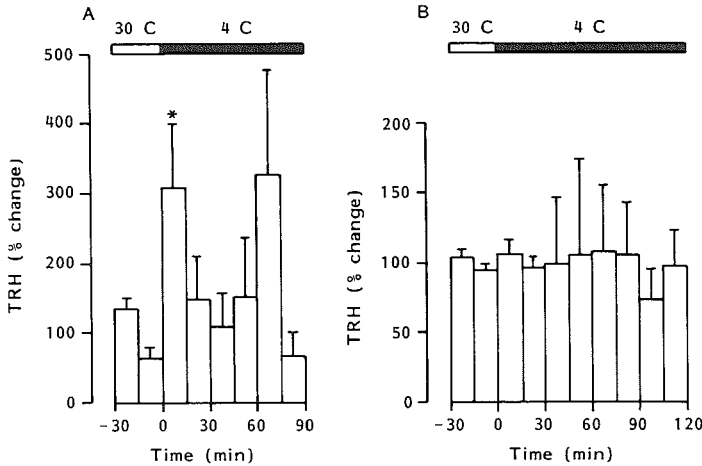 A
30 C 4 C
500
400
300
200
100
0
*
TRH (% change)
-30 0 30 60 90
Time (min)
B
30 C 4 C
200
150
100
50
0
TRH (% change)
-30 0 30 60 90 120
Time (min)